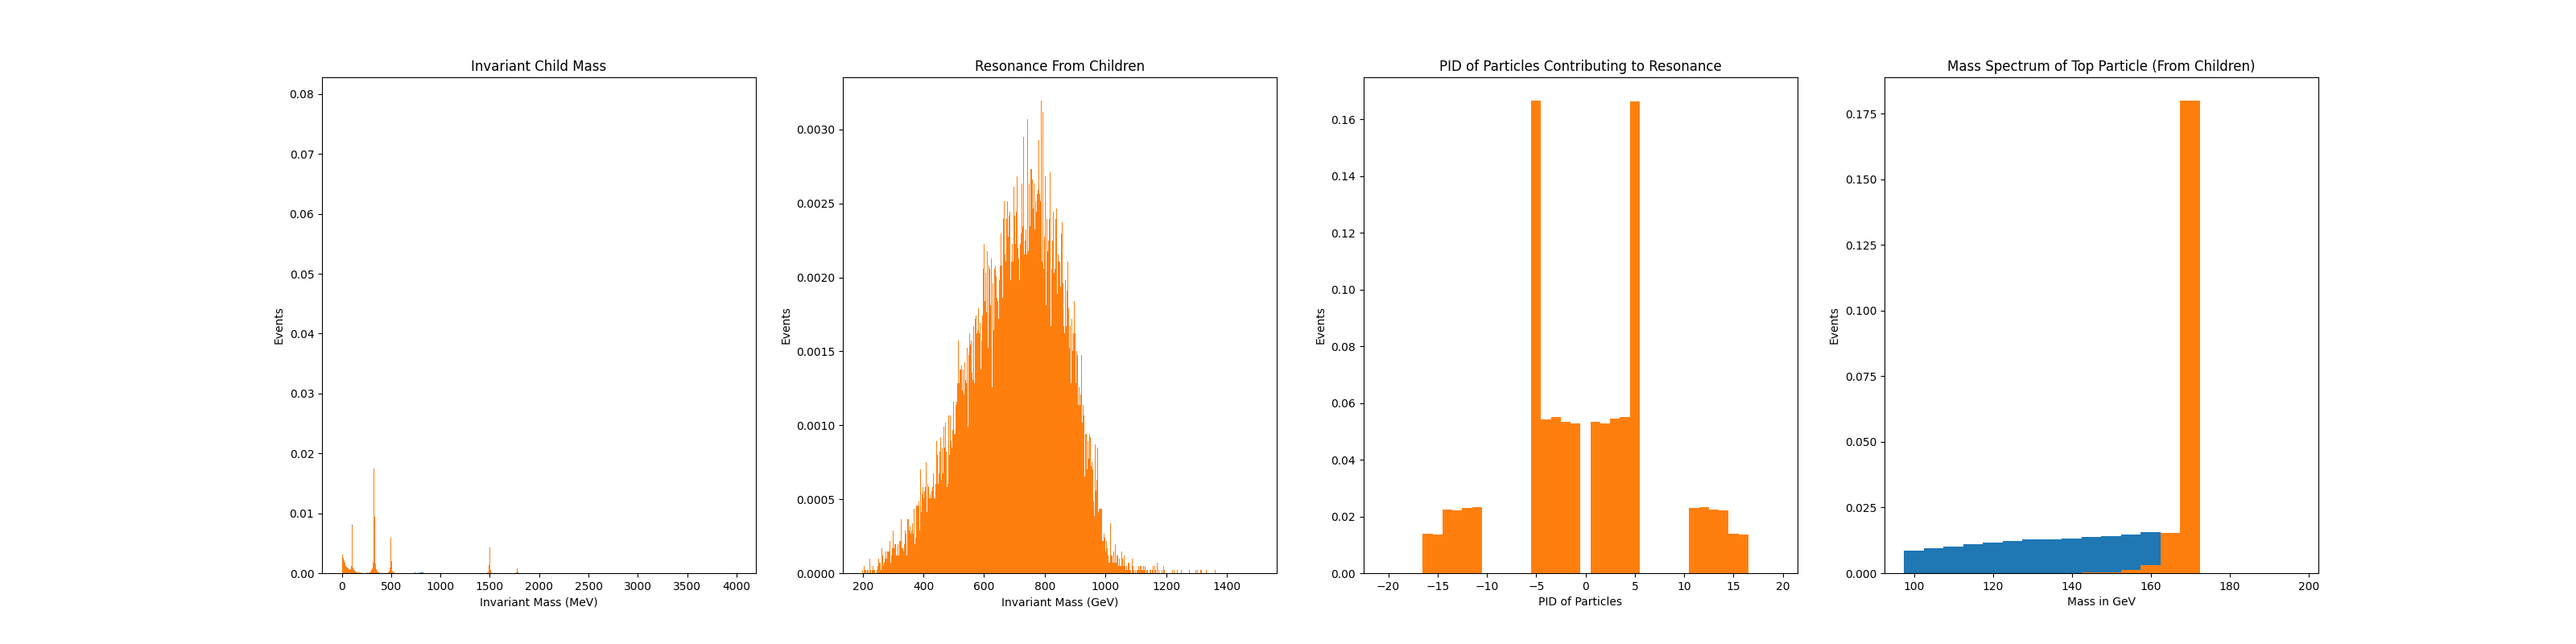 Invariant Child Mass
0.08
0.07
0.06
0.05
0.04
0.03
0.02
0.01
0.00
Events
0 500 1000 1500 2000 2500 3000 3500 4000
Invariant Mass (MeV)
Resonance From Children
0.0030
0.0025
0.0020
0.0015
0.0010
0.0005
0.0000
Events
200 400 600 800 1000 1200 1400
Invariant Mass (GeV)
PID of Particles Contributing to Resonance
0.16
0.14
0.12
0.10
0.08
0.06
0.04
0.02
0.00
Events
−20 −15 −10 −5 0 5 10 15 20
PID of Particles
Mass Spectrum of Top Particle (From Children)
0.175
0.150
0.125
0.100
0.075
0.050
0.025
0.000
Events
100 120 140 160 180 200
Mass in GeV